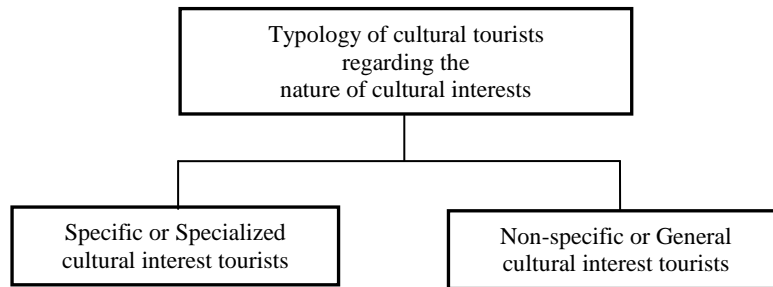 Typology of cultural tourists
regarding the
nature of cultural interests
Specific or Specialized
cultural interest tourists
Non-specific or General
cultural interest tourists